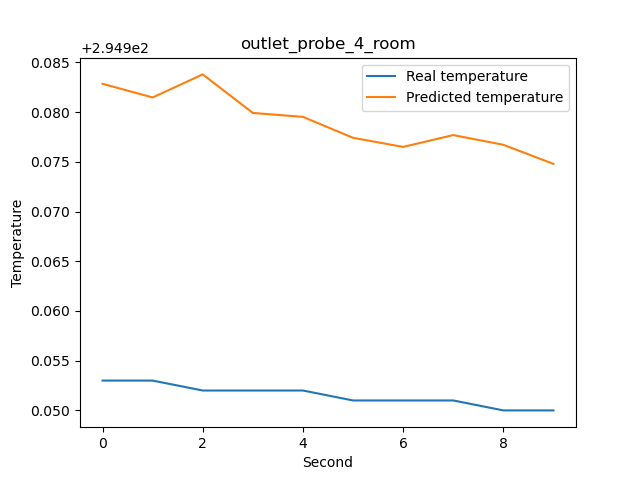 outlet_probe_4_room
+2.949e2
0.085
0.080
0.075
0.070
0.065
0.060
0.055
0.050
Temperature
Real temperature
Predicted temperature
0 2 4 6 8
Second